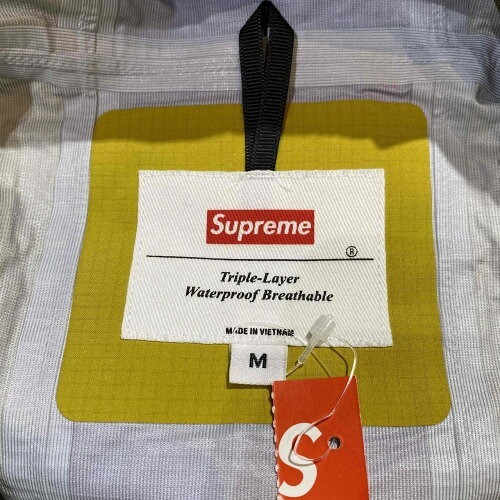 Supreme
®
Triple-Layer
Waterproof Breathable
MADE IN VIETNAM
M
S